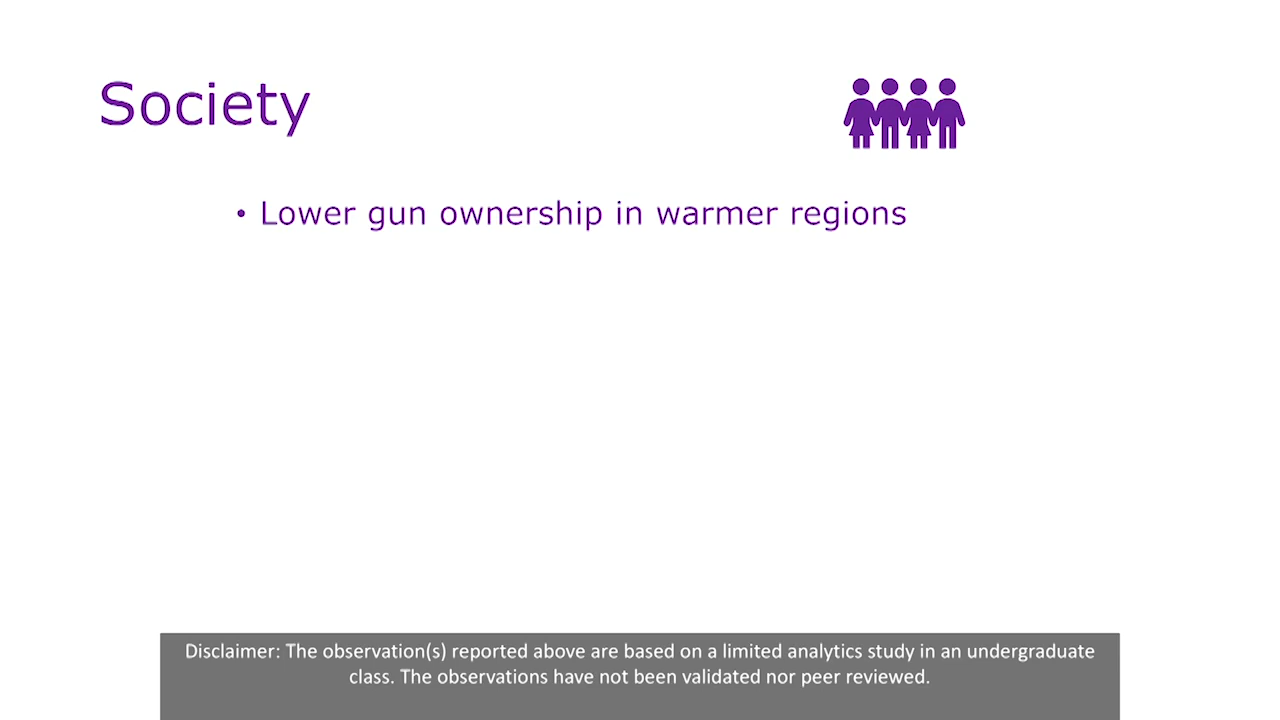 Society
• Lower gun ownership in warmer regions
Disclaimer: The observation(s) reported above are based on a limited analytics study in an undergraduate
class. The observations have not been validated nor peer reviewed.